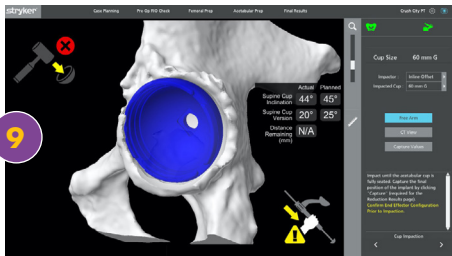 stryker
Case Planning
Pre-Op RIO Check
Femoral Prep
Acetabular Prep
Final Results
Crush City PT
9
Actual Planned
Supine Cup Inclination 44° 45°
Supine Cup Version 20° 25°
Distance Remaining (mm) N/A
Cup Size 60 mm G
Impactor : Inline Offset
Impacted Cup : 60 mm G
Free Arm
CT View
Capture Values
Impact until the acetabular cup is
fully seated. Capture the final
position of the implant by clicking
"Capture" (required for the
Reduction Results page).
Confirm End Effector Configuration
Prior to Impaction.
Cup Impaction